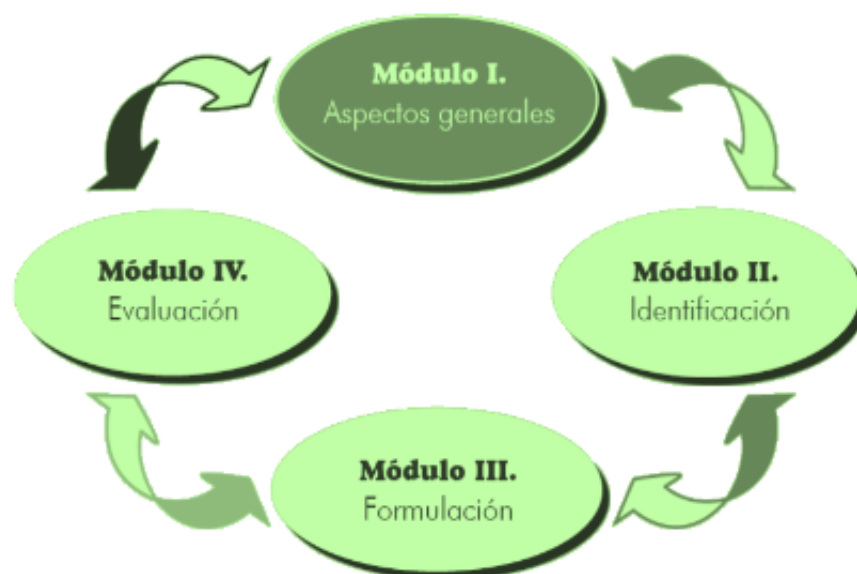 Módulo I.
Aspectos generales
Módulo IV.
Evaluación
Módulo II.
Identificación
Módulo III.
Formulación